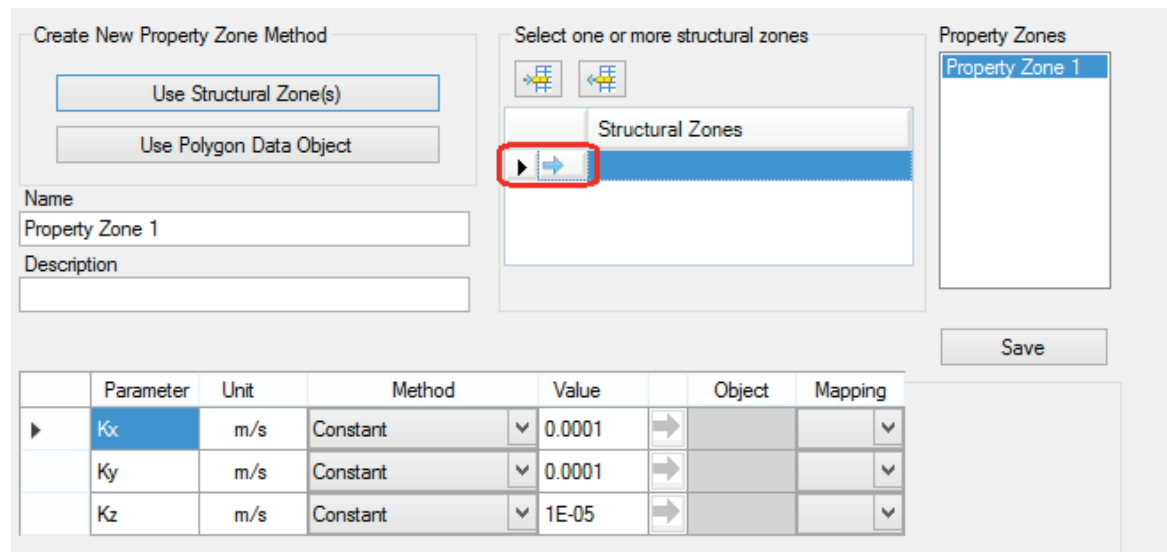 Create New Property Zone Method
Use Structural Zone(s)
Use Polygon Data Object
Name
Property Zone 1
Description
Select one or more structural zones
Structural Zones
Property Zones
Property Zone 1
Save
Parameter Unit Method Value Object Mapping
Kx m/s Constant 0.0001
Ky m/s Constant 0.0001
Kz m/s Constant 1E-05